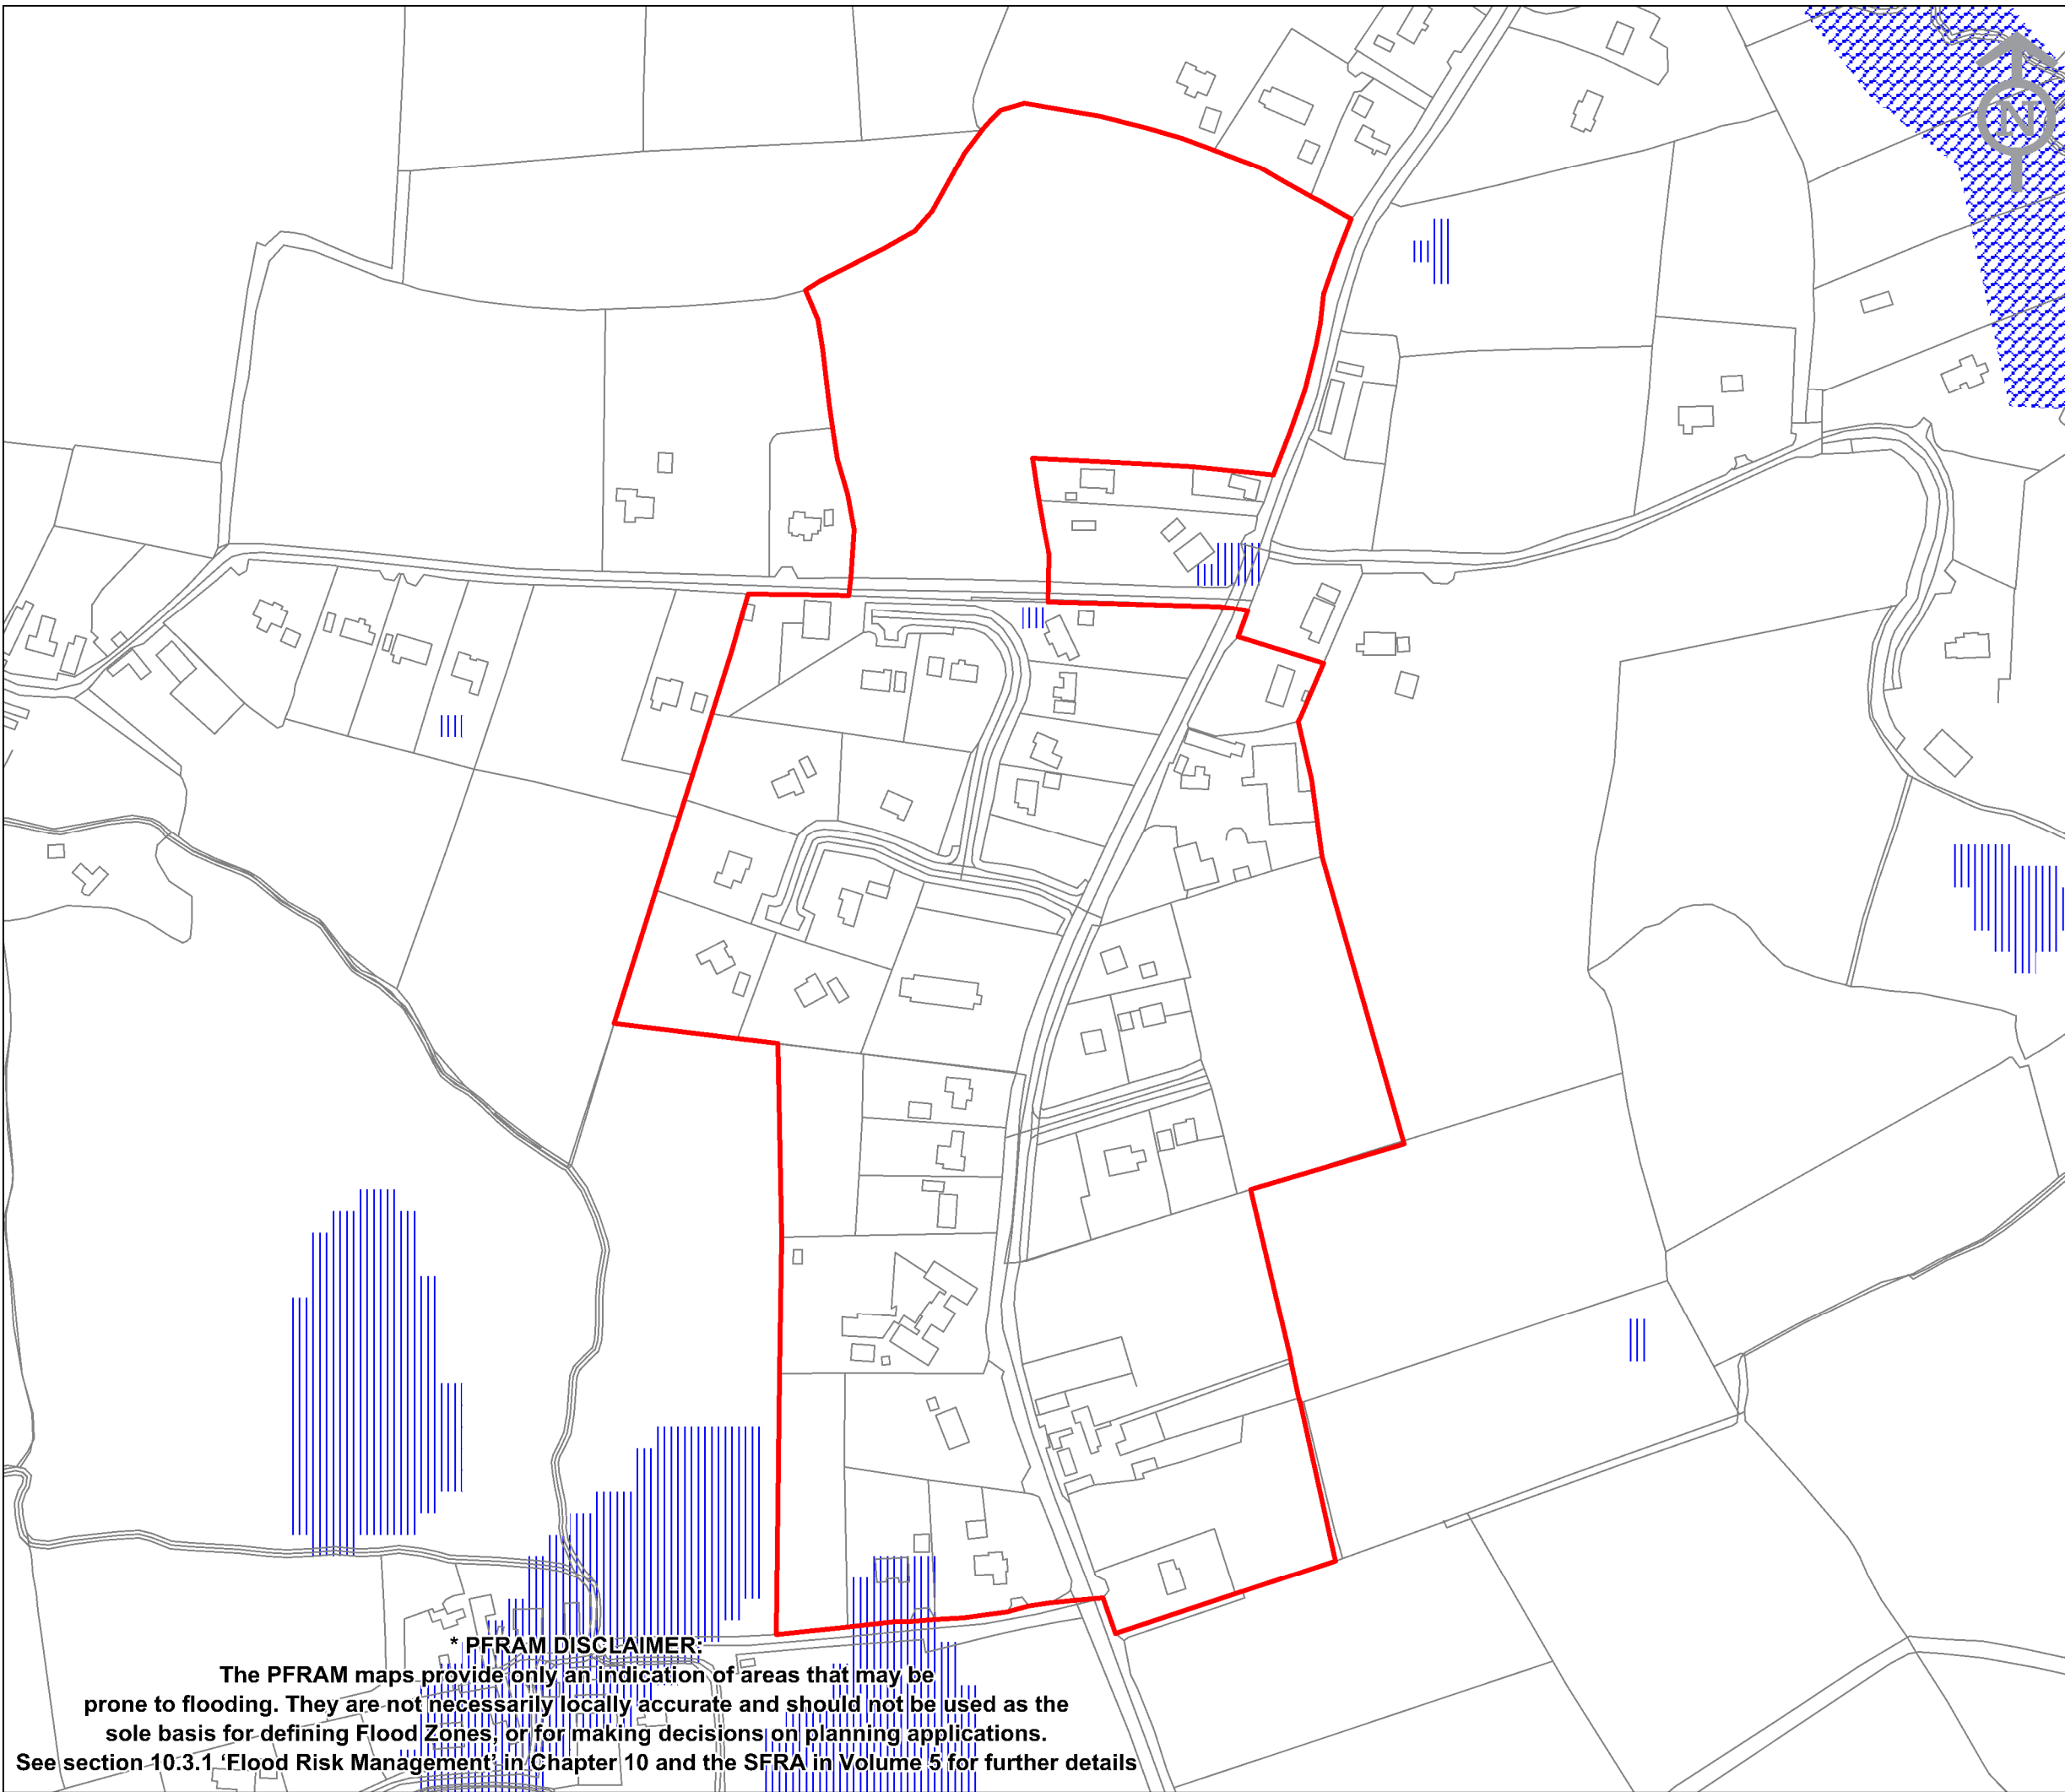 N
* PFRAM DISCLAIMER:
The PFRAM maps provide only an indication of areas that may be
prone to flooding. They are not necessarily locally accurate and should not be used as the
sole basis for defining Flood Zones, or for making decisions on planning applications.
See section 10.3.1 ‘Flood Risk Management’ in Chapter 10 and the SFRA in Volume 5 for further details